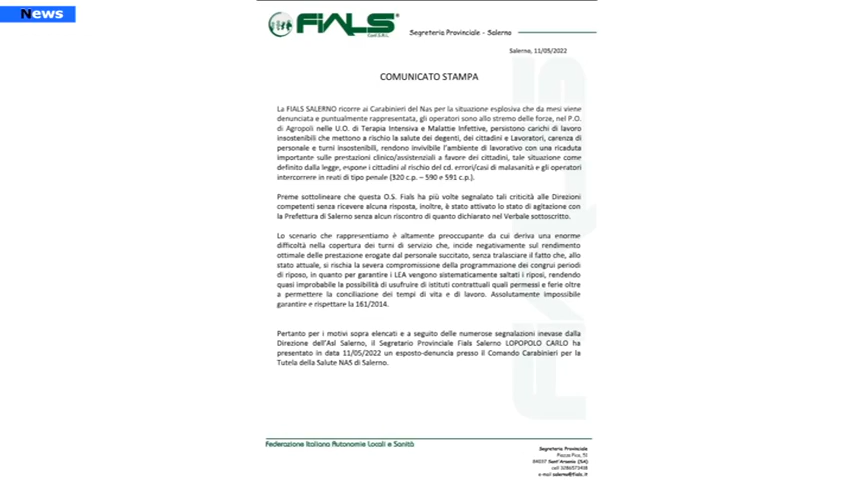 News
FIALS
Segreteria Provinciale - Salerno
Salerno, 11/05/2022
COMUNICATO STAMPA
La FIALS SALERNO ricorre ai Carabinieri del Nas per la situazione esplosiva che da mesi viene
denunciata e puntualmente rappresentata, gli operatori sono allo stremo delle forze, nel P.O.
di Agropoli nelle U.O. di Terapia Intensiva e Malattie Infettive, persistono carichi di lavoro
insostenibili che mettono a rischio la salute dei degenti, dei cittadini e Lavoratori, carenza di
personale e turni insostenibili, rendono invivibile l'ambiente di lavorativo con una ricaduta
importante sulle prestazioni clinico/assistenziali a favore dei cittadini, tale situazione come
definito dalla legge, espone i cittadini al rischio del cd. errori/casi di malasanità e gli operatori
intercorrere in reati di tipo penale (320 c.p. – 590 e 591 c.p.).
Preme sottolineare che questa O.S. Fials ha più volte segnalato tali criticità alle Direzioni
competenti senza ricevere alcuna risposta, inoltre, è stato attivato lo stato di agitazione con
la Prefettura di Salerno senza alcun riscontro di quanto dichiarato nel Verbale sottoscritto.
Lo scenario che rappresentiamo è altamente preoccupante da cui deriva una enorme
difficoltà nella copertura dei turni di servizio che, incide negativamente sul rendimento
ottimale delle prestazione erogate dal personale succitato, senza tralasciare il fatto che, allo
stato attuale, si rischia la severa compromissione della programmazione dei congrui periodi
di riposo, in quanto per garantire i LEA vengono sistematicamente saltati i riposi, rendendo
quasi improbabile la possibilità di usufruire di istituti contrattuali quali permessi e ferie oltre
a permettere la conciliazione dei tempi di vita e di lavoro. Assolutamente impossibile
garantire e rispettare la 161/2014.
Pertanto per i motivi sopra elencati e a seguito delle numerose segnalazioni inevase dalla
Direzione dell'Asl Salerno, il Segretario Provinciale Fials Salerno LOPOPOLO CARLO ha
presentato in data 11/05/2022 un esposto-denuncia presso il Comando Carabinieri per la
Tutela della Salute NAS di Salerno.
Federazione Italiana Autonomie Locali e Sanità
Segreteria Provinciale
Piazza Pica, 51
84037 Sant'Arsenio (SA)
cell 3286573438
e-mail salerno@fials.it